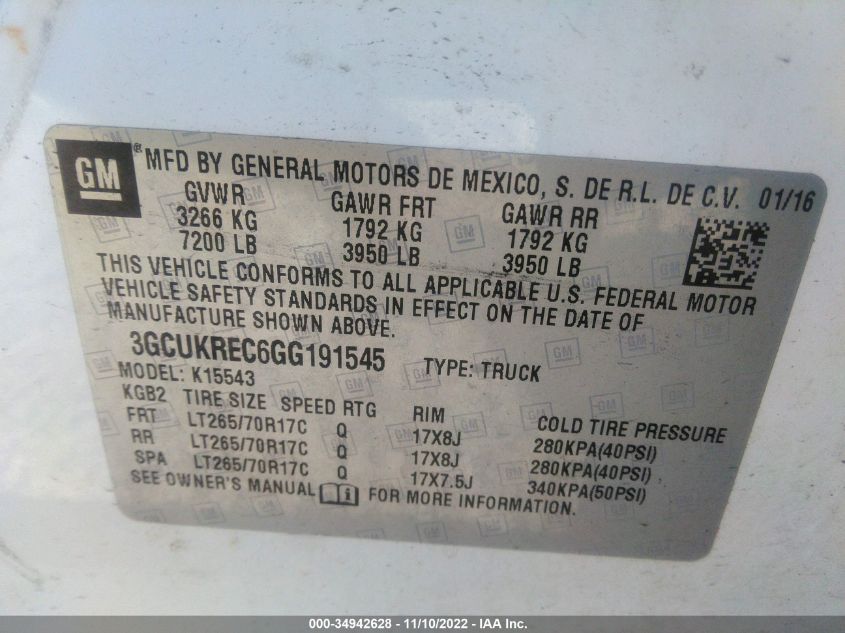 GM ® MFD BY GENERAL MOTORS DE MEXICO, S. DE R.L. DE C.V. 01/16
GVWR GAWR FRT GAWR RR
3266 KG 1792 KG 1792 KG
7200 LB 3950 LB 3950 LB
THIS VEHICLE CONFORMS TO ALL APPLICABLE U.S. FEDERAL MOTOR
VEHICLE SAFETY STANDARDS IN EFFECT ON THE DATE OF
MANUFACTURE SHOWN ABOVE.
3GCUKREC6GG191545 TYPE: TRUCK
MODEL: K15543
KGB2 TIRE SIZE SPEED RTG RIM COLD TIRE PRESSURE
FRT LT265/70R17C Q 17X8J 280KPA(40PSI)
RR LT265/70R17C Q 17X8J 280KPA(40PSI)
SPA LT265/70R17C Q 17X7.5J 340KPA(50PSI)
SEE OWNER'S MANUAL FOR MORE INFORMATION.
000-34942628 - 11/10/2022 - IAA Inc.